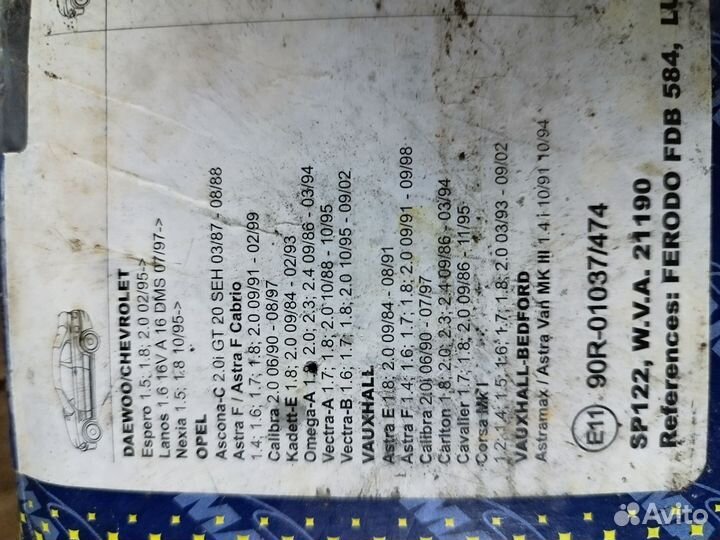 DAEWOO/CHEVROLET
Espero 1.5; 1.8; 2.0 02/95->
Lanos 1.6 16V A 16 DMS 07/97->
Nexia 1.5; 1.8 10/95->
OPEL
Ascona-C 2.0i GT 20 SEH 03/87 - 08/88
Astra F / Astra F Cabrio
1.4; 1.6; 1.7; 1.8; 2.0 09/91 - 02/99
Calibra 2.0 06/90 - 08/97
Kadett-E 1.8; 2.0 09/84 - 02/93
Omega-A 1.8; 2.0; 2.3; 2.4 09/86 - 03/94
Vectra-A 1.7; 1.8; 2.0 10/88 - 10/95
Vectra-B 1.6; 1.7; 1.8; 2.0 10/95 - 09/02
VAUXHALL
Astra E 1.8; 2.0 09/84 - 08/91
Astra F 1.4; 1.6; 1.7; 1.8; 2.0 09/91 - 09/98
Calibra 2.0i 06/90 - 07/97
Carlton 1.8; 2.0; 2.3; 2.4 09/86 - 03/94
Cavalier 1.7; 1.8; 2.0 09/86 - 11/95
Corsa MK I
1.2; 1.4; 1.5; 1.6; 1.7; 1.8; 2.0 03/93 - 09/02
VAUXHALL-BEDFORD
Astramax / Astra Van MK III 1.4 i 10/91 10/94
E11 90R-01037/474
SP122, W.V.A. 21190
References: FERODO FDB 584, LU
Avito